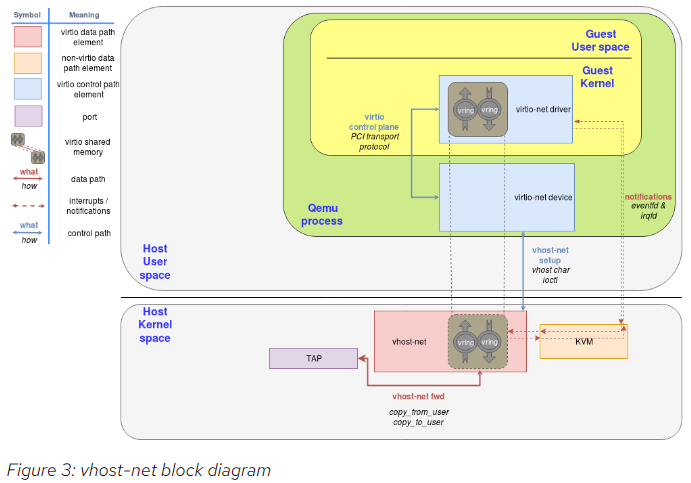 Symbol
Meaning
virtio data path
element
non-virtio data
path element
virtio control path
element
port
virtio shared
memory
what
how
data path
interrupts /
notifications
what
how
control path
Guest
User space
Guest
Kernel
vring
vring
virtio-net driver
virtio
control plane
PCI transport
protocol
virtio-net device
Qemu
process
notifications
eventfd &
irqfd
Host
User
space
vhost-net
setup
vhost char
ioctl
Host
Kernel
space
vhost-net
vring
vring
KVM
TAP
vhost-net fwd
copy_from_user
copy_to_user
Figure 3: vhost-net block diagram